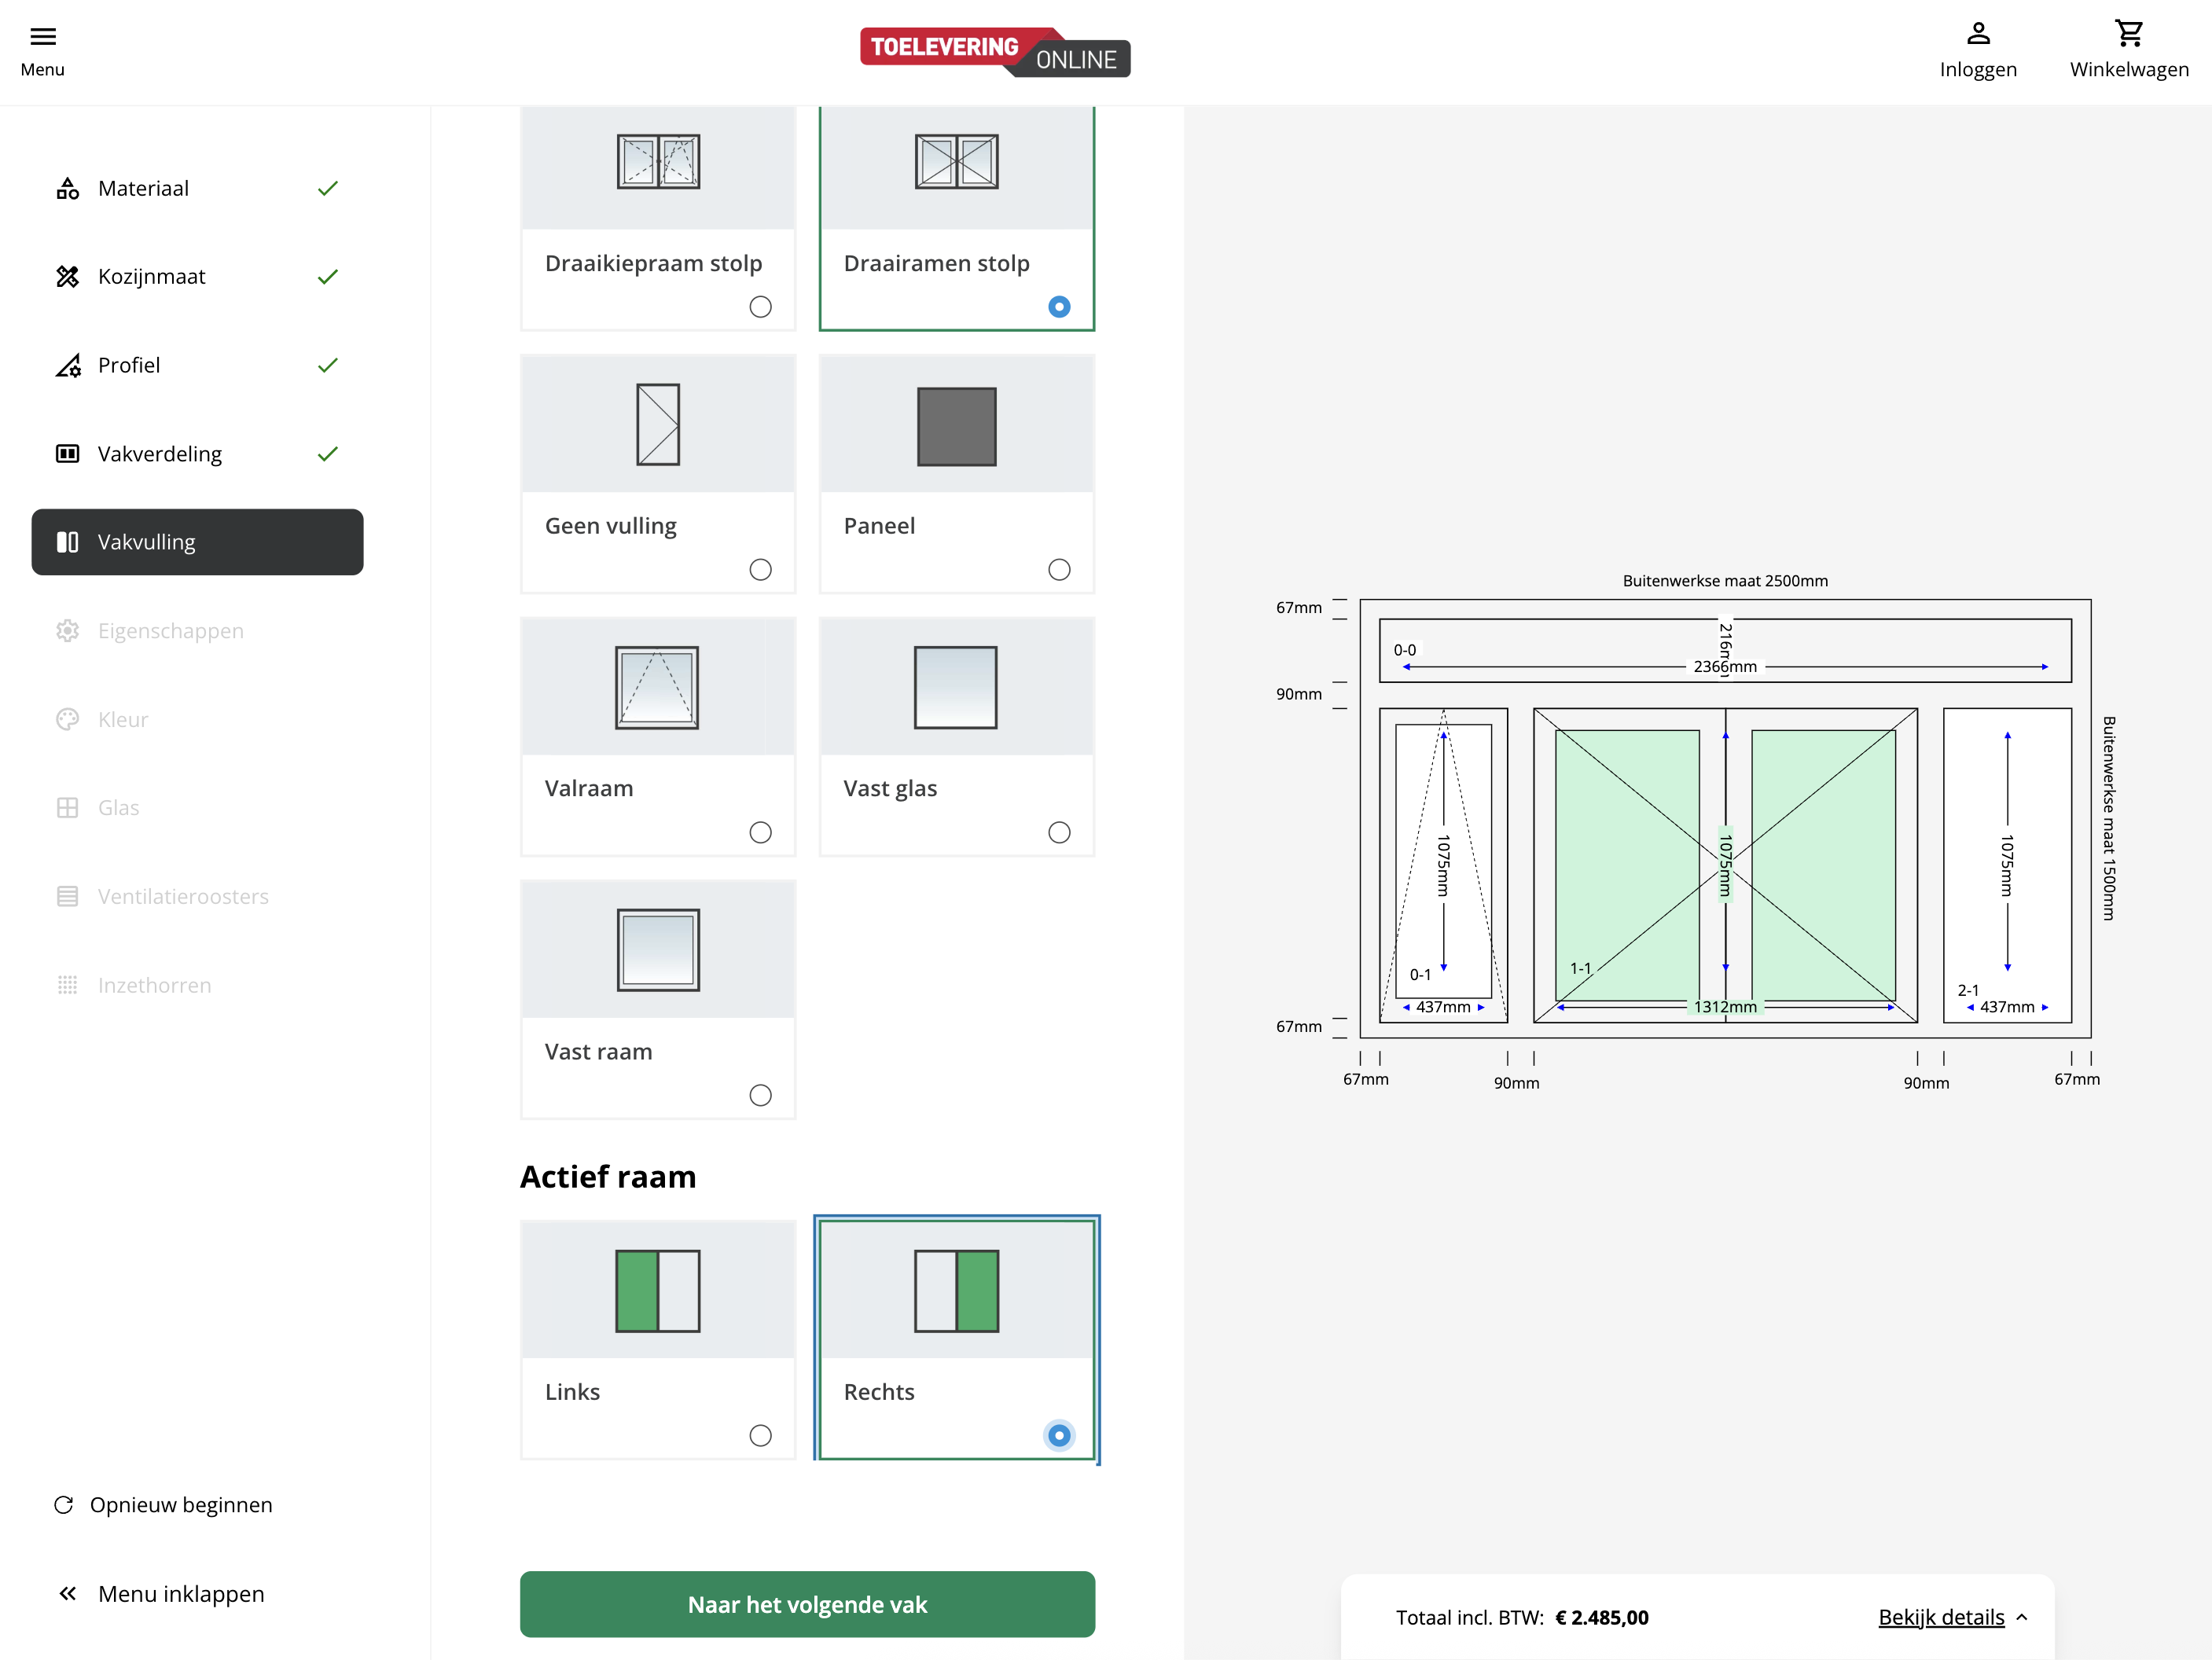 Menu
TOELEVERING
ONLINE
Inloggen
Winkelwagen
Materiaal
Kozijnmaat
Profiel
Vakverdeling
Vakvulling
Eigenschappen
Kleur
Glas
Ventilatieroosters
Inzethorren
Opnieuw beginnen
Menu inklappen
Draaikiepraam stolp
Draairamen stolp
Geen vulling
Paneel
Valraam
Vast glas
Vast raam
Actief raam
Links
Rechts
Naar het volgende vak
Buitenwerkse maat 2500mm
67mm
0-0
216mm
2366mm
90mm
Buitenwerkse maat 1500mm
1075mm
1075mm
1075mm
0-1
1-1
2-1
437mm
1312mm
437mm
67mm
67mm
90mm
90mm
67mm
Totaal incl. BTW: € 2.485,00
Bekijk details